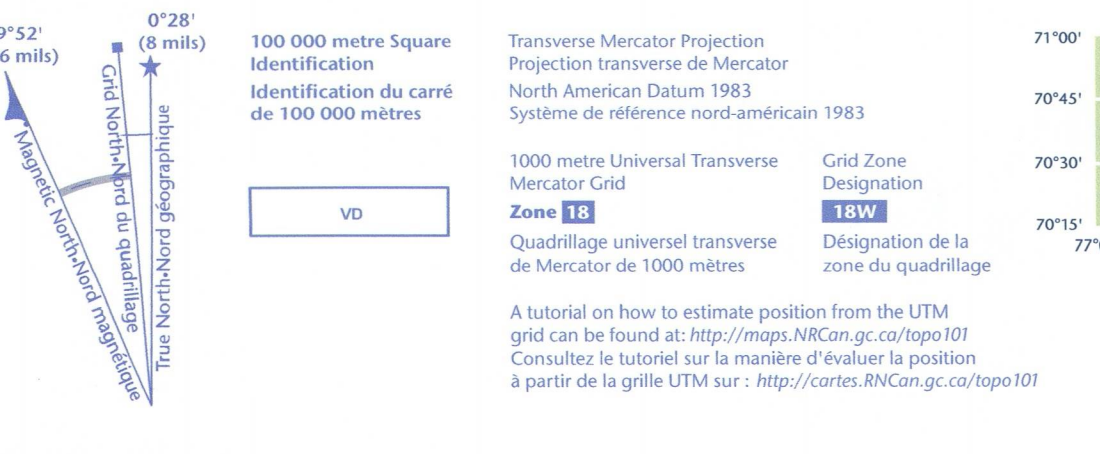 9°52'
6 mils)
0°28'
(8 mils)
Magnetic North•Nord magnétique
Grid North•Nord du quadrillage
True North•Nord géographique
100 000 metre Square
Identification
Identification du carré
de 100 000 mètres
VD
Transverse Mercator Projection
Projection transverse de Mercator
North American Datum 1983
Système de référence nord-américain 1983
1000 metre Universal Transverse
Mercator Grid
Zone 18
Quadrillage universel transverse
de Mercator de 1000 mètres
Grid Zone
Designation
18W
Désignation de la
zone du quadrillage
A tutorial on how to estimate position from the UTM
grid can be found at: http://maps.NRCan.gc.ca/topo101
Consultez le tutoriel sur la manière d'évaluer la position
à partir de la grille UTM sur : http://cartes.RNCan.gc.ca/topo101
71°00'
70°45'
70°30'
70°15'
77°